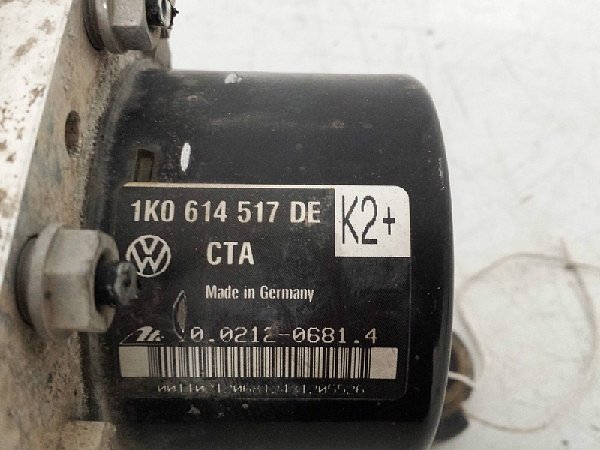 1K0 614 517 DE
K2+
CTA
Made in Germany
0.0212-0681.4